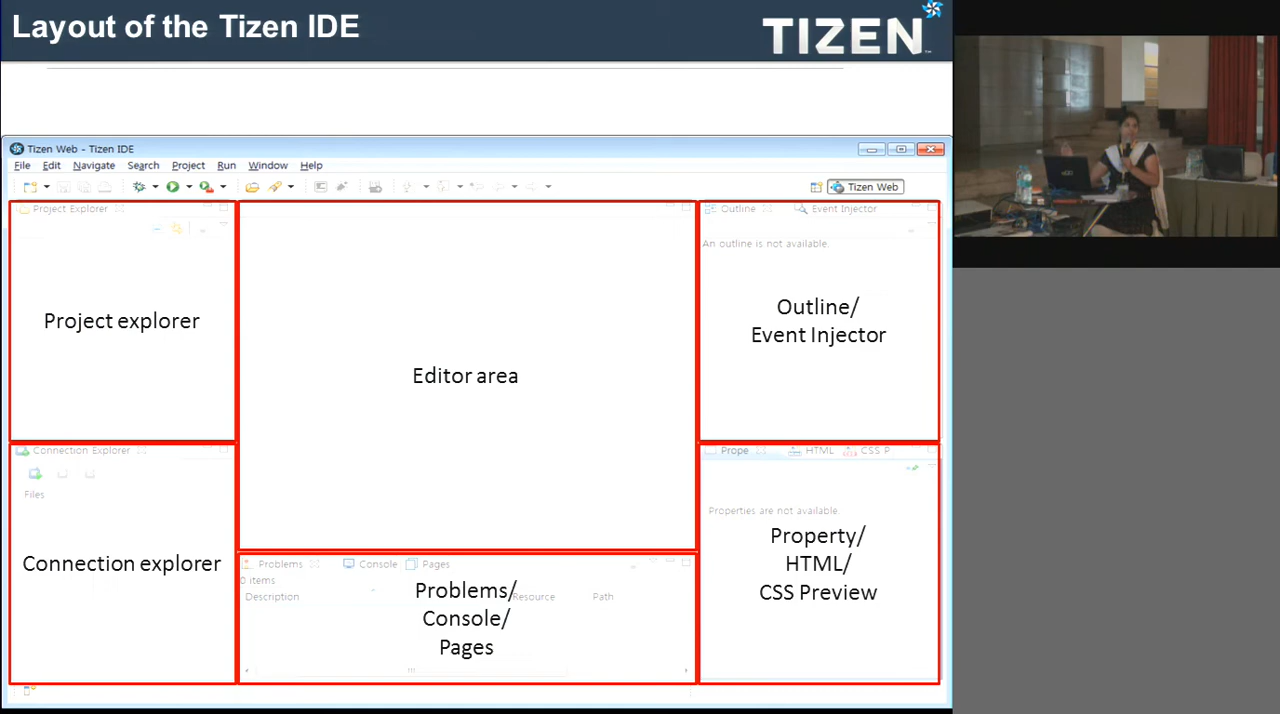 Layout of the Tizen IDE
TIZEN™
Tizen Web - Tizen IDE
File Edit Navigate Search Project Run Window Help
Tizen Web
Project Explorer
Outline Event Injector
An outline is not available.
Project explorer
Outline/
Event Injector
Editor area
Connection Explorer
Files
Connection explorer
Prope HTML CSS P
Properties are not available.
Property/
HTML/
CSS Preview
Problems Console Pages
0 items
Description Resource Path
Problems/
Console/
Pages